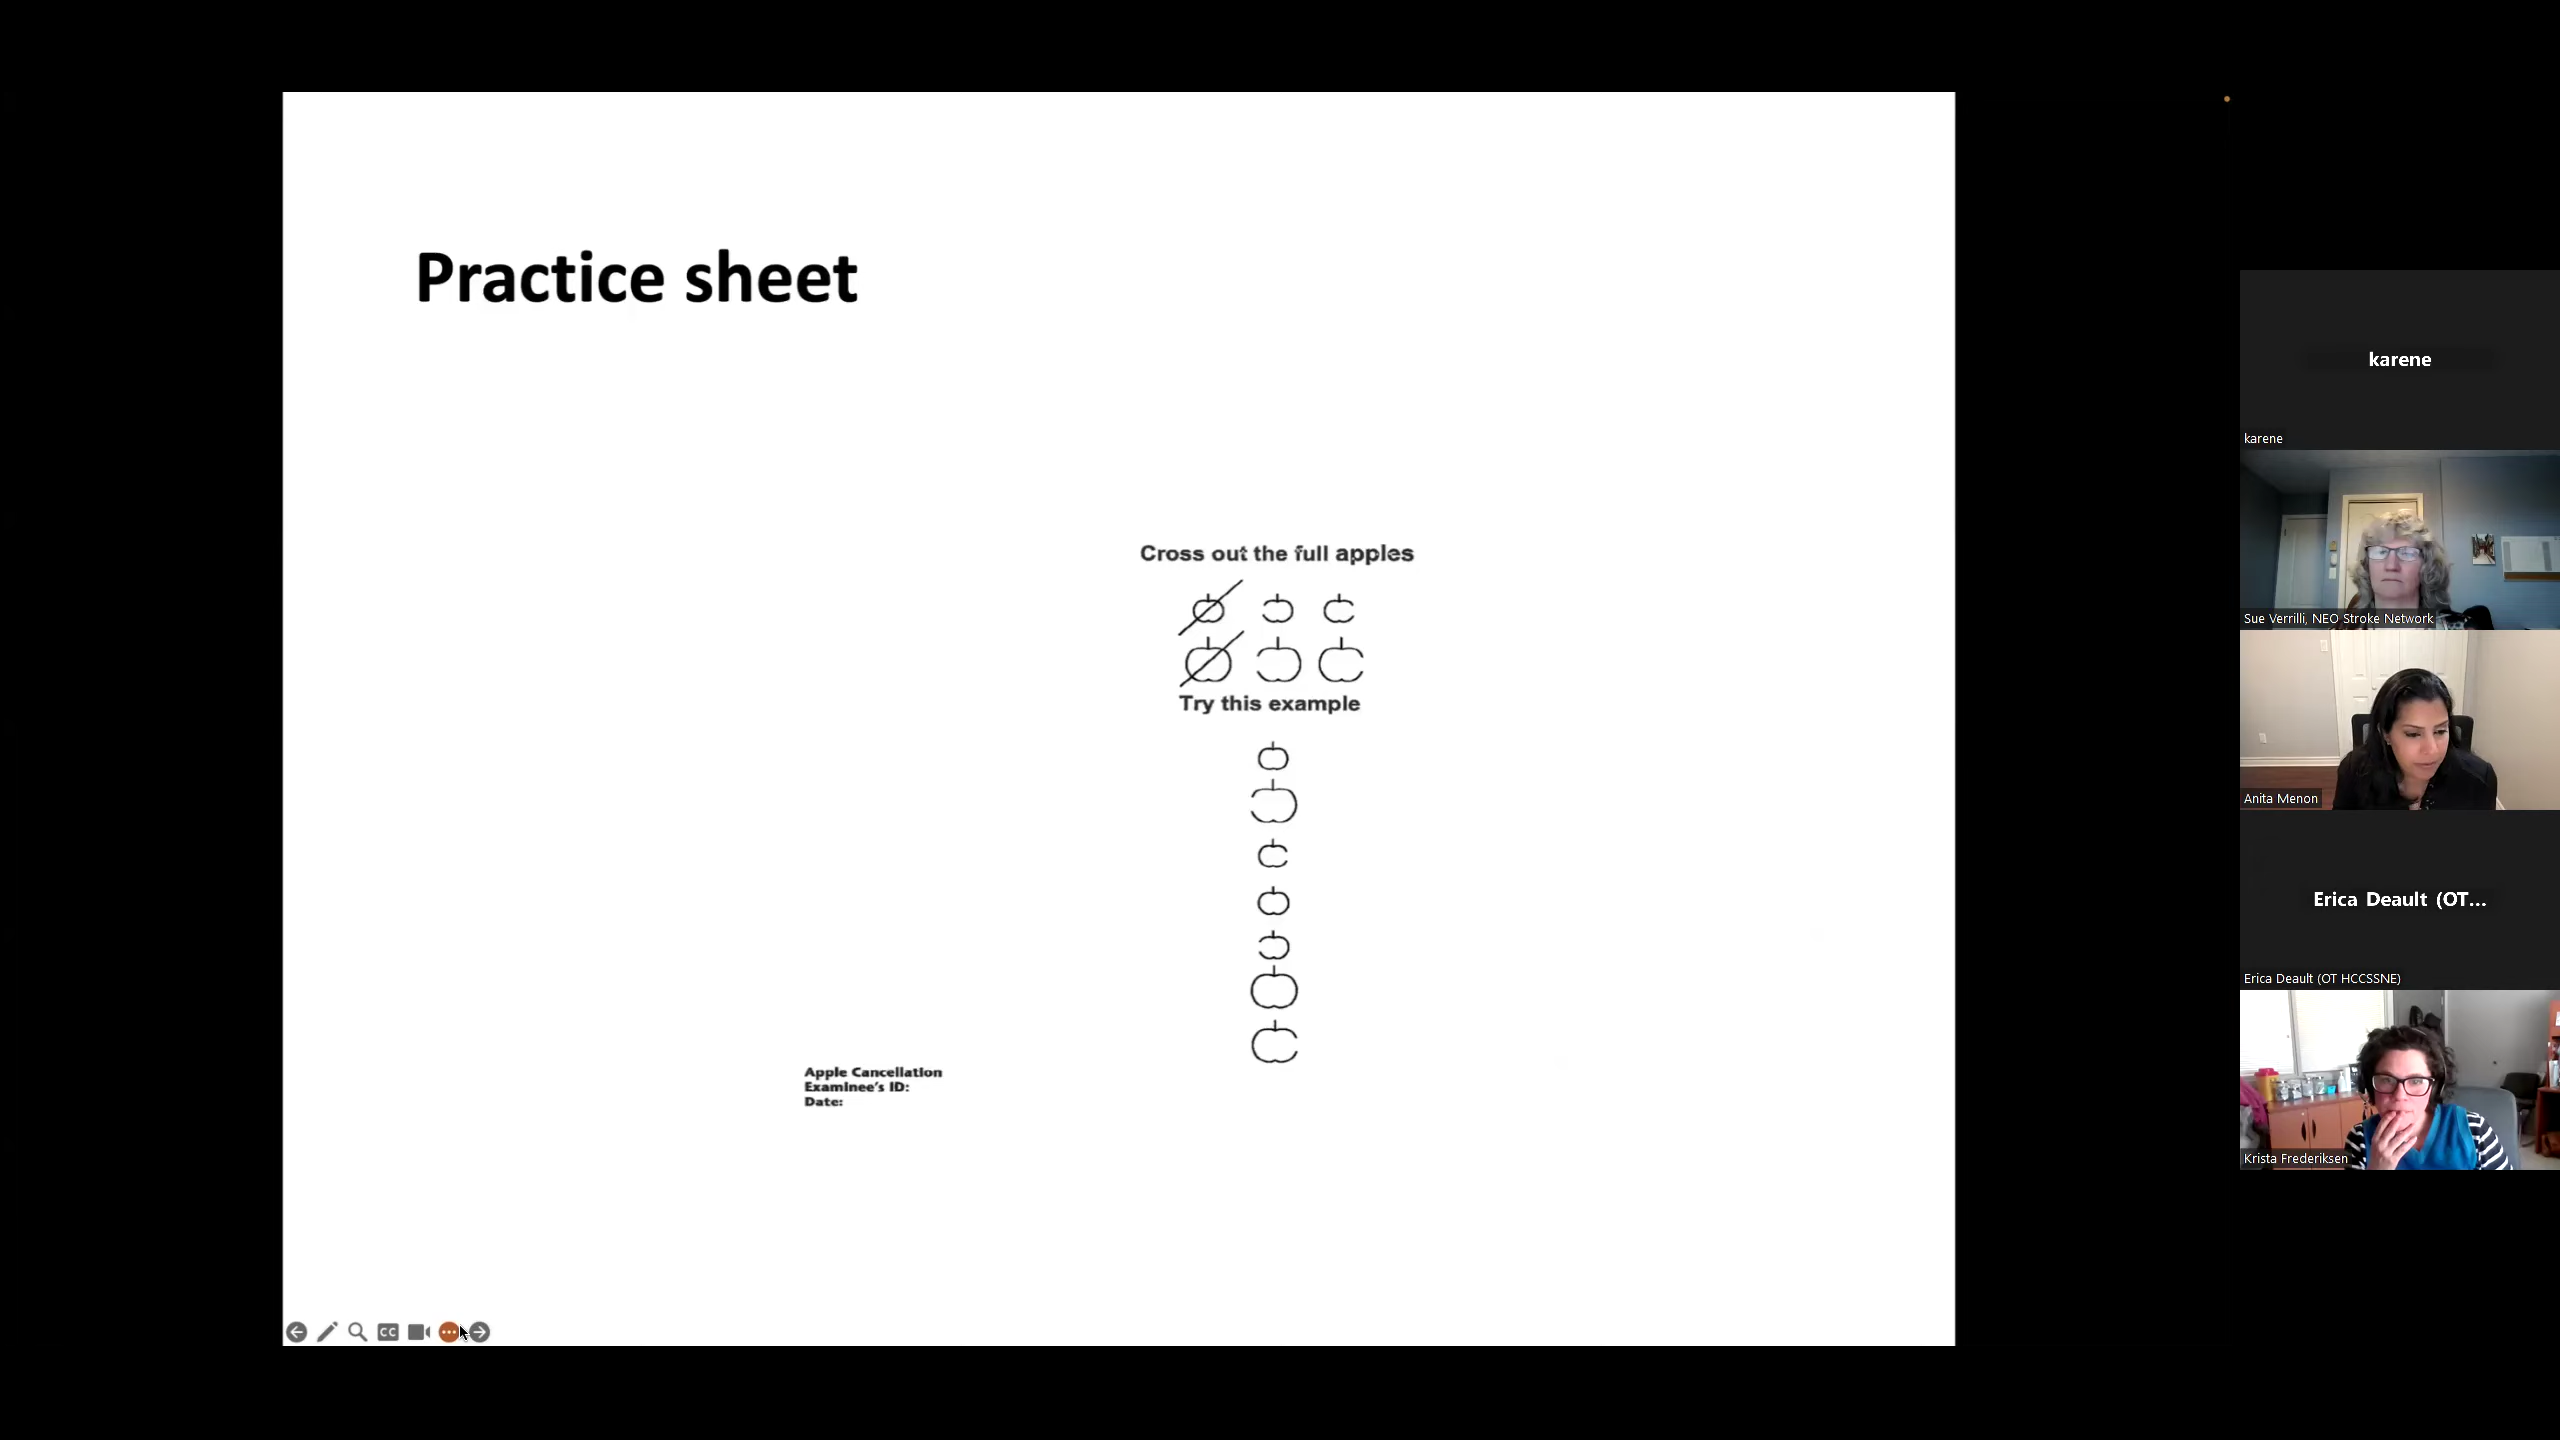 Practice sheet
Cross out the full apples
Try this example
Apple Cancellation
Examinee's ID:
Date:
CC
karene
karene
Sue Verrilli, NEO Stroke Network
Anita Menon
Erica Deault (OT...
Erica Deault (OT HCCSSNE)
Krista Frederiksen